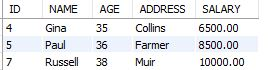 ID NAME AGE ADDRESS SALARY
4 Gina 35 Collins 6500.00
5 Paul 36 Farmer 8500.00
7 Russell 38 Muir 10000.00